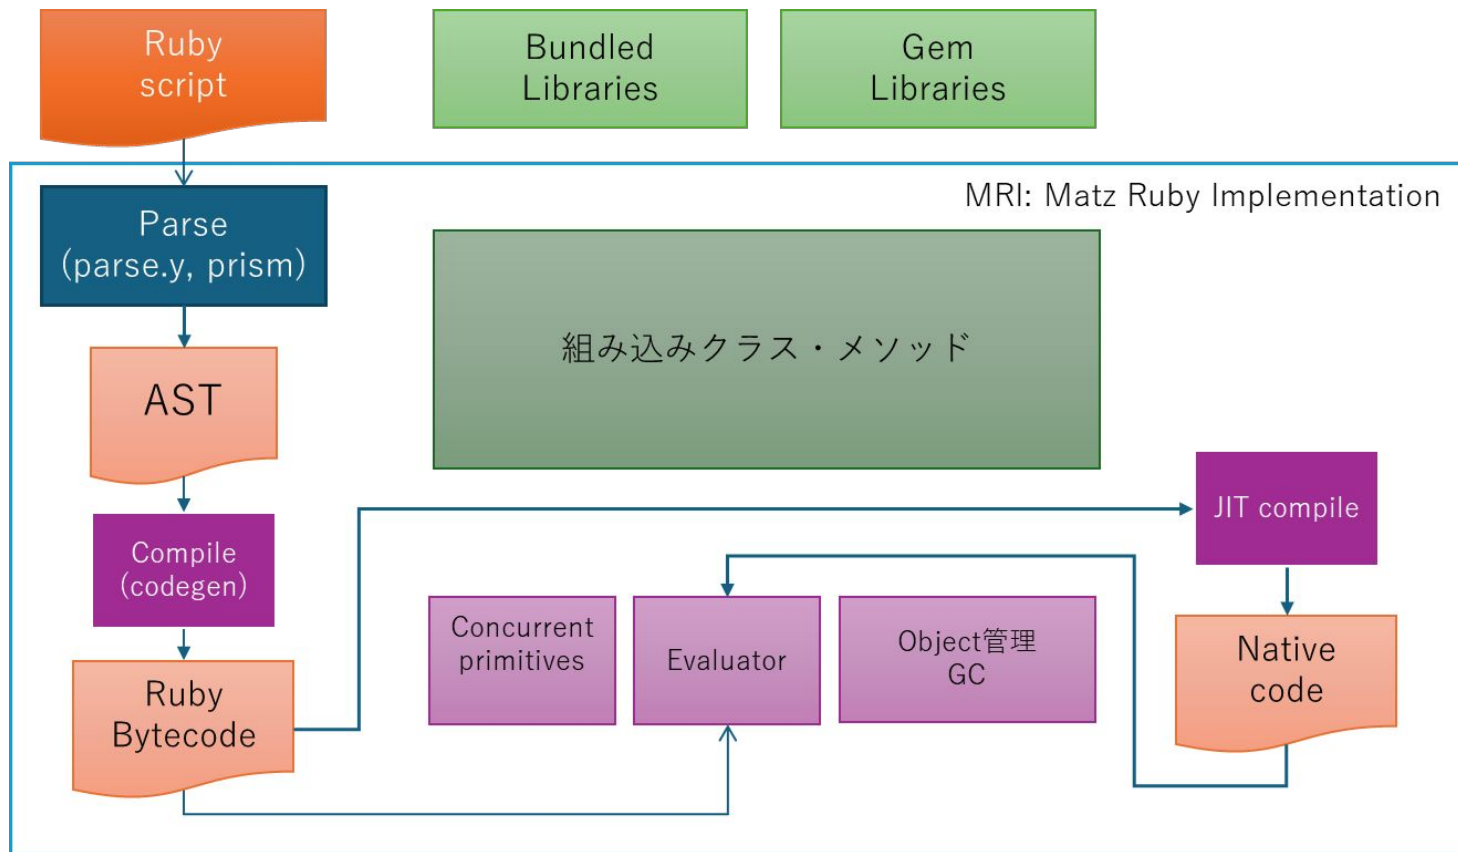 Ruby
script
Bundled
Libraries
Gem
Libraries
MRI: Matz Ruby Implementation
Parse
(parse.y, prism)
組み込みクラス・メソッド
AST
JIT compile
Compile
(codegen)
Concurrent
primitives
Evaluator
Object管理
GC
Native
code
Ruby
Bytecode